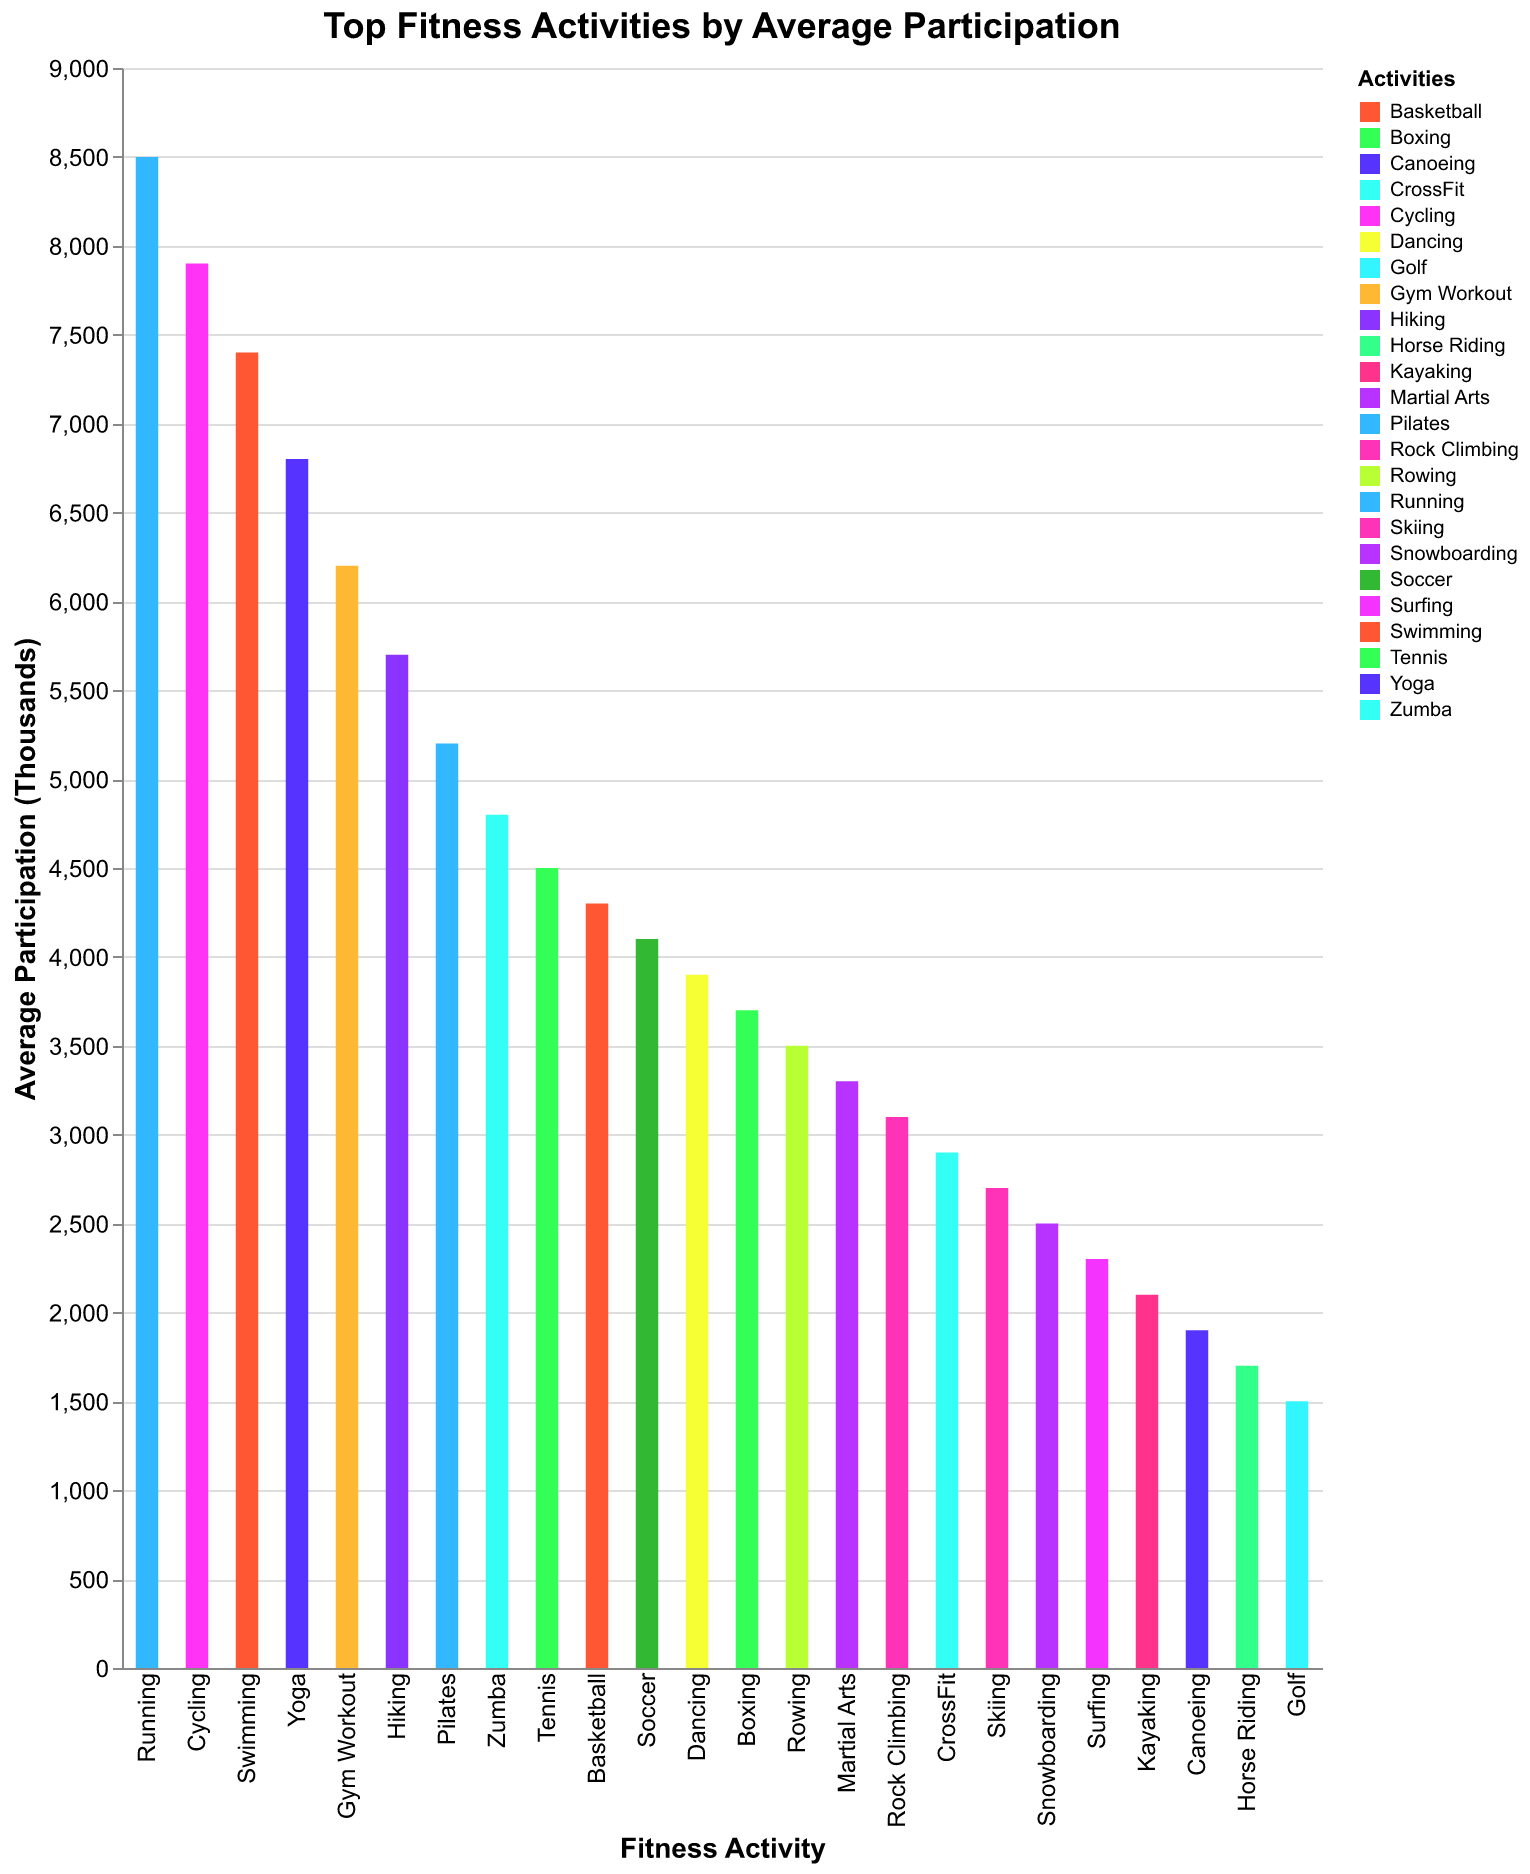 Top Fitness Activities by Average Participation
9,000
8,500
8,000
7,500
7,000
6,500
6,000
5,500
5,000
4,500
4,000
3,500
3,000
2,500
2,000
1,500
1,000
500
0
Average Participation (Thousands)
Running
Cycling
Swimming
Yoga
Gym Workout
Hiking
Pilates
Zumba
Tennis
Basketball
Soccer
Dancing
Boxing
Rowing
Martial Arts
Rock Climbing
CrossFit
Skiing
Snowboarding
Surfing
Kayaking
Canoeing
Horse Riding
Golf
Fitness Activity
Activities
Basketball
Boxing
Canoeing
CrossFit
Cycling
Dancing
Golf
Gym Workout
Hiking
Horse Riding
Kayaking
Martial Arts
Pilates
Rock Climbing
Rowing
Running
Skiing
Snowboarding
Soccer
Surfing
Swimming
Tennis
Yoga
Zumba